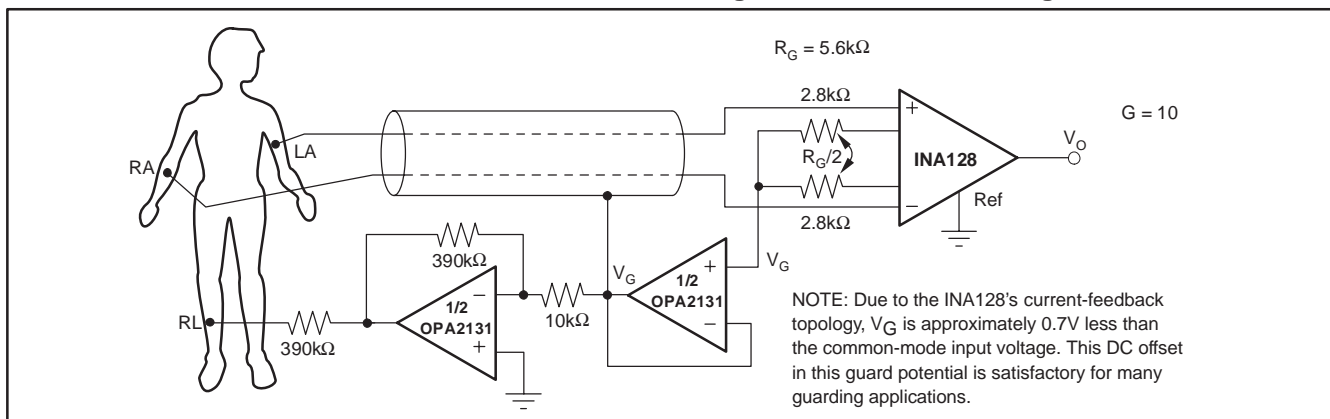 R_G = 5.6kΩ
2.8kΩ
G = 10
+
LA
RA
R_G/2
INA128
V_O
Ref
−
2.8kΩ
390kΩ
V_G
+
V_G
1/2
OPA2131
−
10kΩ
−
1/2
OPA2131
+
RL
390kΩ
NOTE: Due to the INA128's current-feedback
topology, V_G is approximately 0.7V less than
the common-mode input voltage. This DC offset
in this guard potential is satisfactory for many
guarding applications.